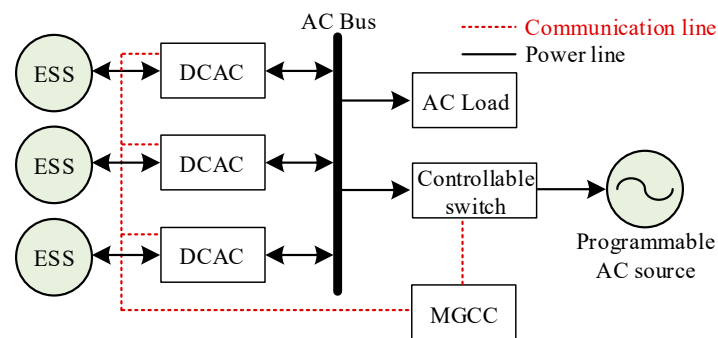 AC Bus
Communication line
Power line
ESS
DCAC
AC Load
ESS
DCAC
Controllable
switch
Programmable
AC source
ESS
DCAC
MGCC